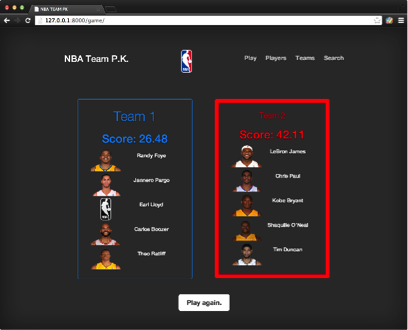 NBA TEAM PK
127.0.0.1:8000/game/
NBA Team P.K.
Play Players Teams Search
Team 1
Score: 26.48
Randy Foye
Jannero Pargo
Earl Lloyd
Carlos Boozer
Theo Ratliff
Team 2
Score: 42.11
LeBron James
Chris Paul
Kobe Bryant
Shaquille O'Neal
Tim Duncan
Play again.